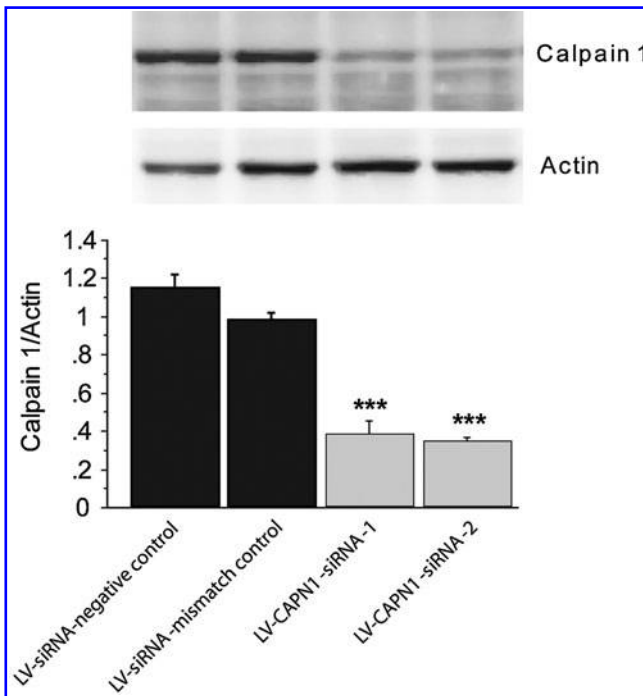 Calpain 1
Actin
Calpain 1/Actin
1.4
1.2
1
.8
.6
.4
.2
0
***
***
LV-siRNA-negative control
LV-siRNA-mismatch control
LV-CAPN1-siRNA-1
LV-CAPN1-siRNA-2